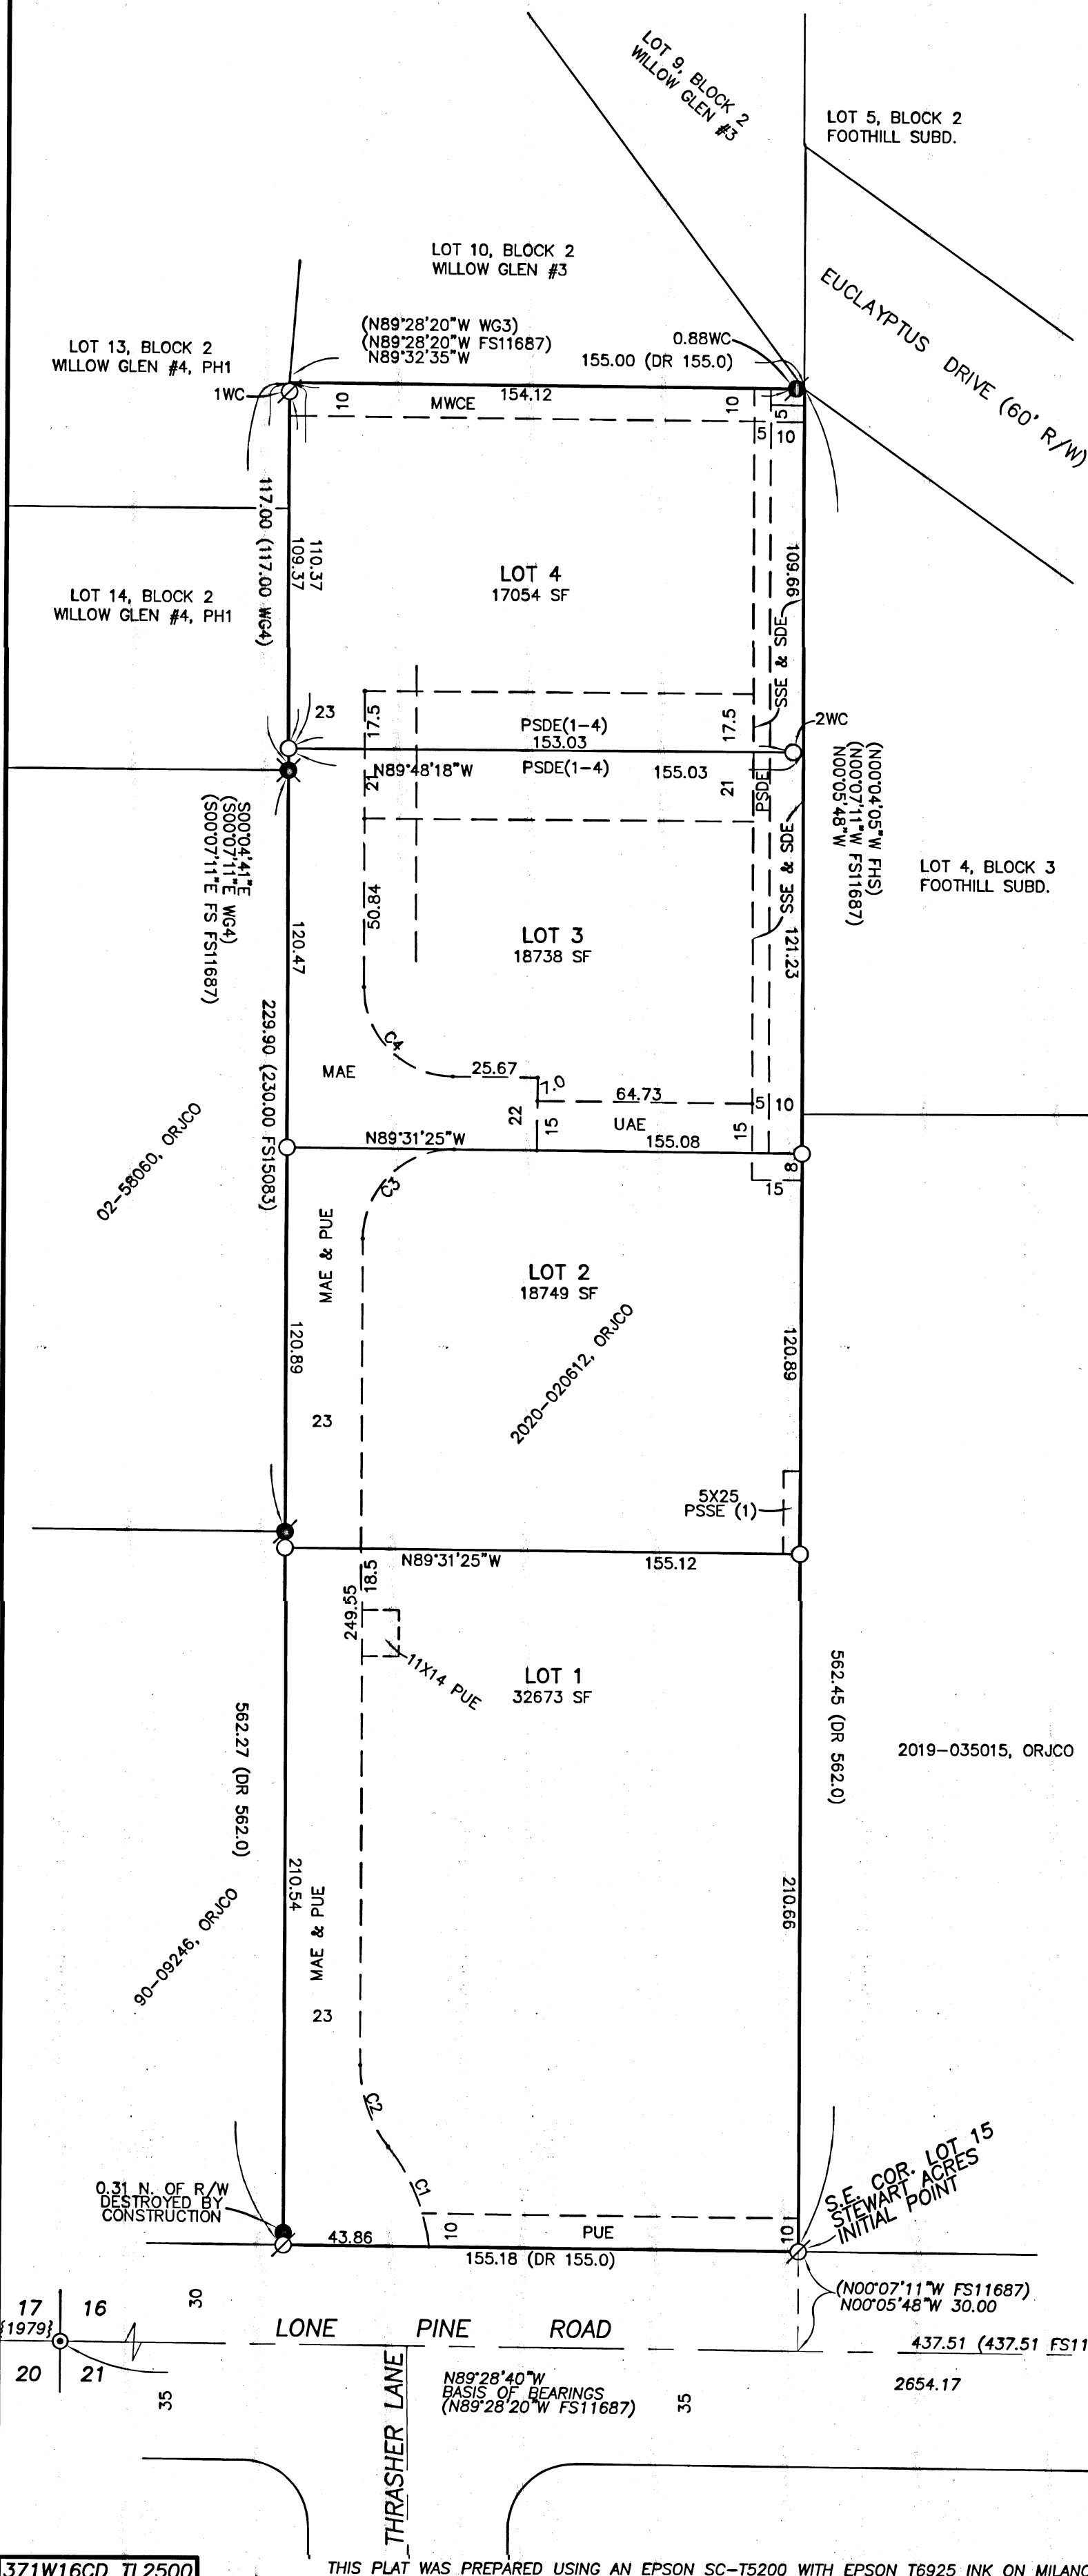 LOT 9, BLOCK 2
WILLOW GLEN #3
LOT 5, BLOCK 2
FOOTHILL SUBD.
LOT 10, BLOCK 2
WILLOW GLEN #3
EUCLAYPTUS DRIVE (60' R/W)
(N89°28'20"W WG3)
(N89°28'20"W FS11687)
N89°32'35"W
0.88WC
155.00 (DR 155.0)
LOT 13, BLOCK 2
WILLOW GLEN #4, PH1
1WC
154.12
10
MWCE
10
5
5
10
117.00 (117.00 WG4)
110.37
109.37
109.66
LOT 4
17054 SF
LOT 14, BLOCK 2
WILLOW GLEN #4, PH1
SSE & SDE
23
17.5
PSDE(1-4)
153.03
17.5
2WC
N89°48'18"W
PSDE(1-4)
155.03
21
21
PSDE
(N00°04'05"W FHS)
(N00°07'11"W FS11687)
N00°05'48"W
S00°04'41"E
(S00°07'11"E WG4)
(S00°07'11"E FS FS11687)
LOT 4, BLOCK 3
FOOTHILL SUBD.
50.84
SSE & SDE
120.47
LOT 3
18738 SF
121.23
229.90 (230.00 FS15083)
C4
MAE
25.67
7.0
64.73
5
10
22
15
UAE
15
02-58060, ORJCO
N89°31'25"W
155.08
8
15
C3
MAE & PUE
LOT 2
18749 SF
120.89
120.89
2020-020612, ORJCO
23
5X25
PSSE (1)
N89°31'25"W
155.12
18.5
249.55
11X14 PUE
LOT 1
32673 SF
562.27 (DR 562.0)
562.45 (DR 562.0)
2019-035015, ORJCO
210.54
210.66
MAE & PUE
90-09246, ORJCO
23
C2
C1
0.31 N. OF R/W
DESTROYED BY
CONSTRUCTION
S.E. COR. LOT 15
STEWART ACRES
INITIAL POINT
43.86
10
PUE
10
155.18 (DR 155.0)
(N00°07'11"W FS11687)
N00°05'48"W 30.00
17
16
{1979}
30
LONE PINE ROAD
437.51 (437.51 FS11
20
21
35
N89°28'40"W
BASIS OF BEARINGS
(N89°28'20"W FS11687)
35
2654.17
THRASHER LANE
371W16CD TL2500
THIS PLAT WAS PREPARED USING AN EPSON SC-T5200 WITH EPSON T6925 INK ON MILANO